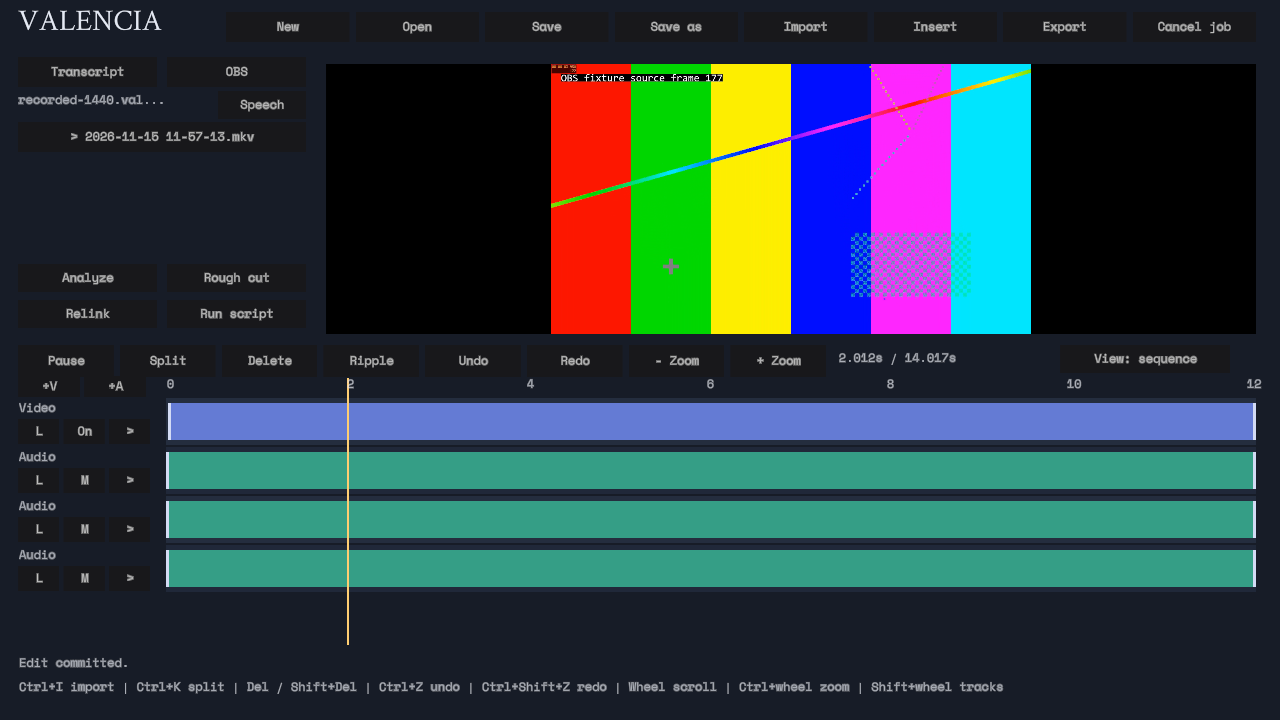 VALENCIA
New Open Save Save as Import Insert Export Cancel job
Transcript OBS
recorded-1440.val...
Speech
> 2026-11-15 11-57-13.mkv
OBS fixture source frame 177
Analyze Rough out
Relink Run script
Pause Split Delete Ripple Undo Redo - Zoom + Zoom 2.012s / 14.017s View: sequence
+V +A 0 2 4 6 8 10 12
Video
L On >
Audio
L M >
Audio
L M >
Audio
L M >
Edit committed.
Ctrl+I import | Ctrl+K split | Del / Shift+Del | Ctrl+Z undo | Ctrl+Shift+Z redo | Wheel scroll | Ctrl+wheel zoom | Shift+wheel tracks